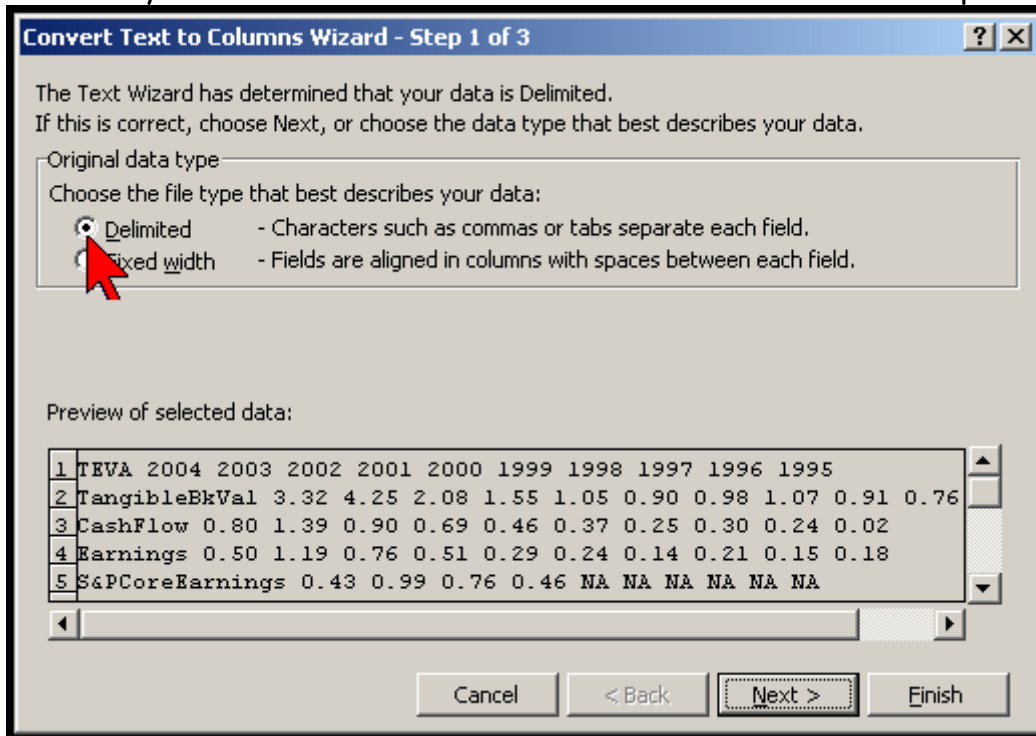 Convert Text to Columns Wizard - Step 1 of 3
The Text Wizard has determined that your data is Delimited.
If this is correct, choose Next, or choose the data type that best describes your data.
Original data type
Choose the file type that best describes your data:
Delimited - Characters such as commas or tabs separate each field.
Fixed width - Fields are aligned in columns with spaces between each field.
Preview of selected data:
1 TEVA 2004 2003 2002 2001 2000 1999 1998 1997 1996 1995
2 TangibleBkVal 3.32 4.25 2.08 1.55 1.05 0.90 0.98 1.07 0.91 0.76
3 CashFlow 0.80 1.39 0.90 0.69 0.46 0.37 0.25 0.30 0.24 0.02
4 Earnings 0.50 1.19 0.76 0.51 0.29 0.24 0.14 0.21 0.15 0.18
5 S&PCoreEarnings 0.43 0.99 0.76 0.46 NA NA NA NA NA NA
Cancel < Back Next > Finish